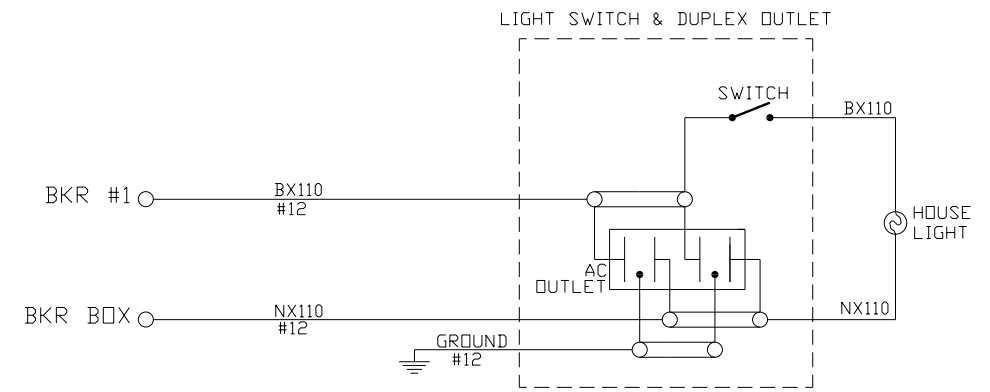 LIGHT SWITCH & DUPLEX OUTLET
SWITCH
BX110
BKR #1
BX110
#12
HOUSE
LIGHT
AC
OUTLET
BKR BOX
NX110
#12
NX110
GROUND
#12